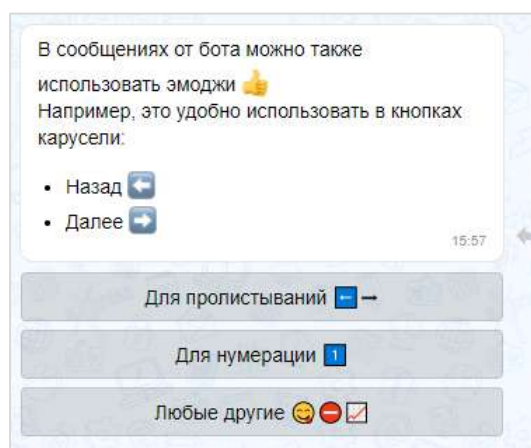 В сообщениях от бота можно также
использовать эмоджи 👍
Например, это удобно использовать в кнопках
карусели:
• Назад ⬅️
• Далее ➡️
15:57
Для пролистываний ⬅️➞
Для нумерации 1️⃣
Любые другие 😋⛔📈